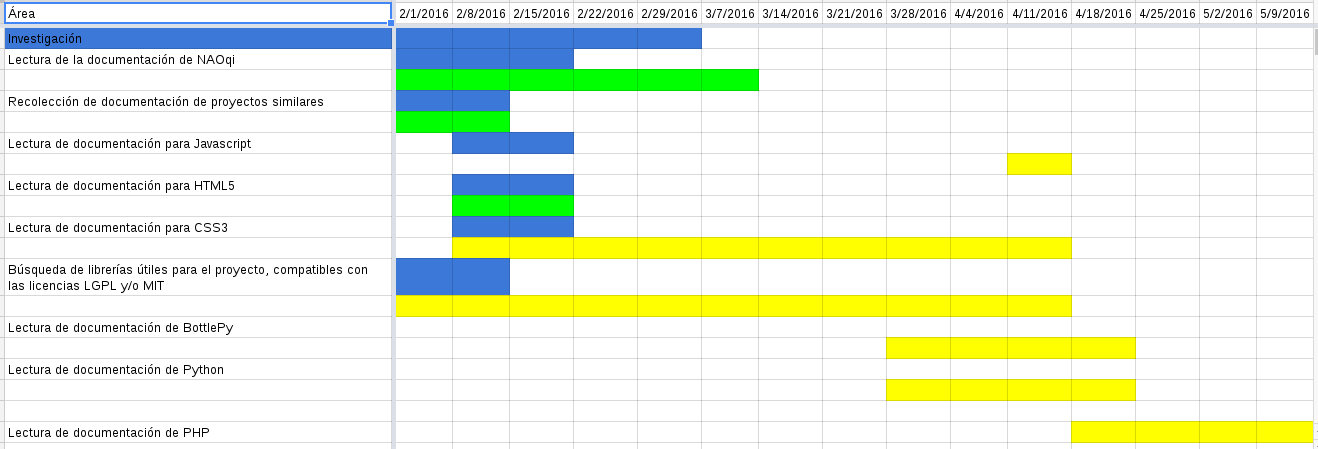 Área 2/1/2016 2/8/2016 2/15/2016 2/22/2016 2/29/2016 3/7/2016 3/14/2016 3/21/2016 3/28/2016 4/4/2016 4/11/2016 4/18/2016 4/25/2016 5/2/2016 5/9/2016
Investigación
Lectura de la documentación de NAOqi
Recolección de documentación de proyectos similares
Lectura de documentación para Javascript
Lectura de documentación para HTML5
Lectura de documentación para CSS3
Búsqueda de librerías útiles para el proyecto, compatibles con
las licencias LGPL y/o MIT
Lectura de documentación de BottlePy
Lectura de documentación de Python
Lectura de documentación de PHP